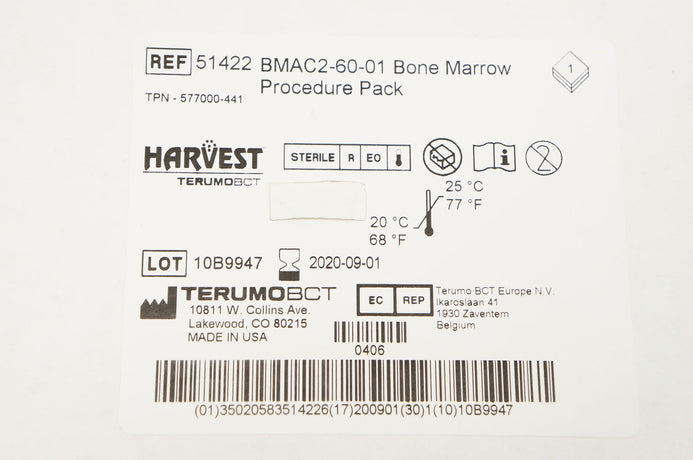 REF 51422 BMAC2-60-01 Bone Marrow
Procedure Pack
1
TPN - 577000-441
HARVEST
TERUMOBCT
STERILE R EO
i
2
25 °C
77 °F
20 °C
68 °F
LOT 10B9947 2020-09-01
TERUMOBCT
10811 W. Collins Ave.
Lakewood, CO 80215
MADE IN USA
EC REP
Terumo BCT Europe N.V.
Ikaroslaan 41
1930 Zaventem
Belgium
0406
(01)35020583514226(17)200901(30)1(10)10B9947